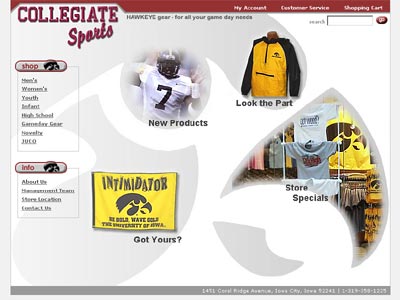 COLLEGIATE
Sports
HAWKEYE gear - for all your game day needs
My Account Customer Service Shopping Cart
search go
shop
Men's
Women's
Youth
Infant
High School
Gameday Gear
Novelty
JUCO
7
New Products
Look the Part
info
About Us
Management Team
Store Location
Contact Us
INTIMIDATOR
BE BOLD, WAVE GOLD
THE UNIVERSITY OF IOWA.
Got Yours?
Store
Specials
1451 Coral Ridge Avenue, Iowa City, Iowa 52241 | 1-319-358-1225